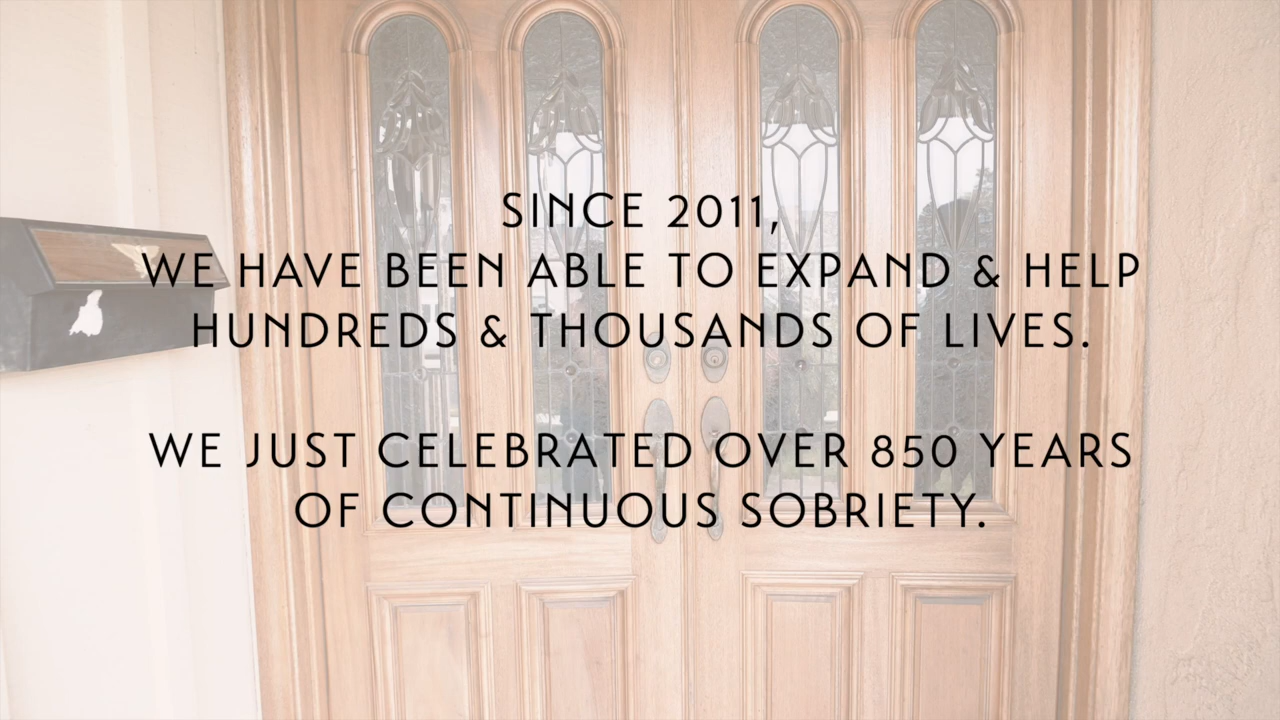 SINCE 2011,
WE HAVE BEEN ABLE TO EXPAND & HELP
HUNDREDS & THOUSANDS OF LIVES.
WE JUST CELEBRATED OVER 850 YEARS
OF CONTINUOUS SOBRIETY.